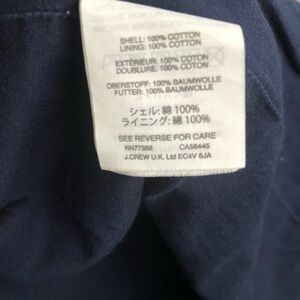 SHELL: 100% COTTON
LINING: 100% COTTON
EXTÉRIEUR: 100% COTON
DOUBLURE: 100% COTON
OBERSTOFF: 100% BAUMWOLLE
FUTTER: 100% BAUMWOLLE
シェル: 綿 100%
ライニング: 綿 100%
SEE REVERSE FOR CARE
RN77388 CA56445
J.CREW U.K. Ltd EC4V 6JA